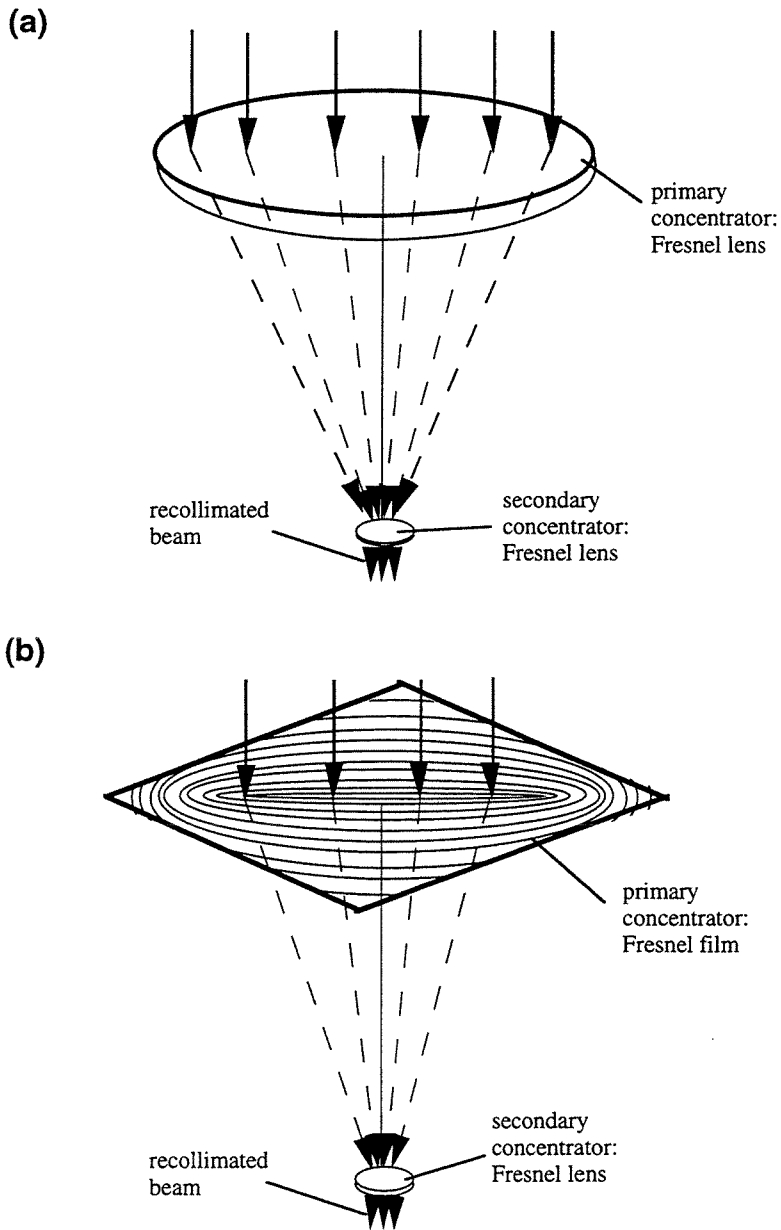 (a)
primary
concentrator:
Fresnel lens
recollimated
beam
secondary
concentrator:
Fresnel lens
(b)
primary
concentrator:
Fresnel film
secondary
concentrator:
Fresnel lens
recollimated
beam